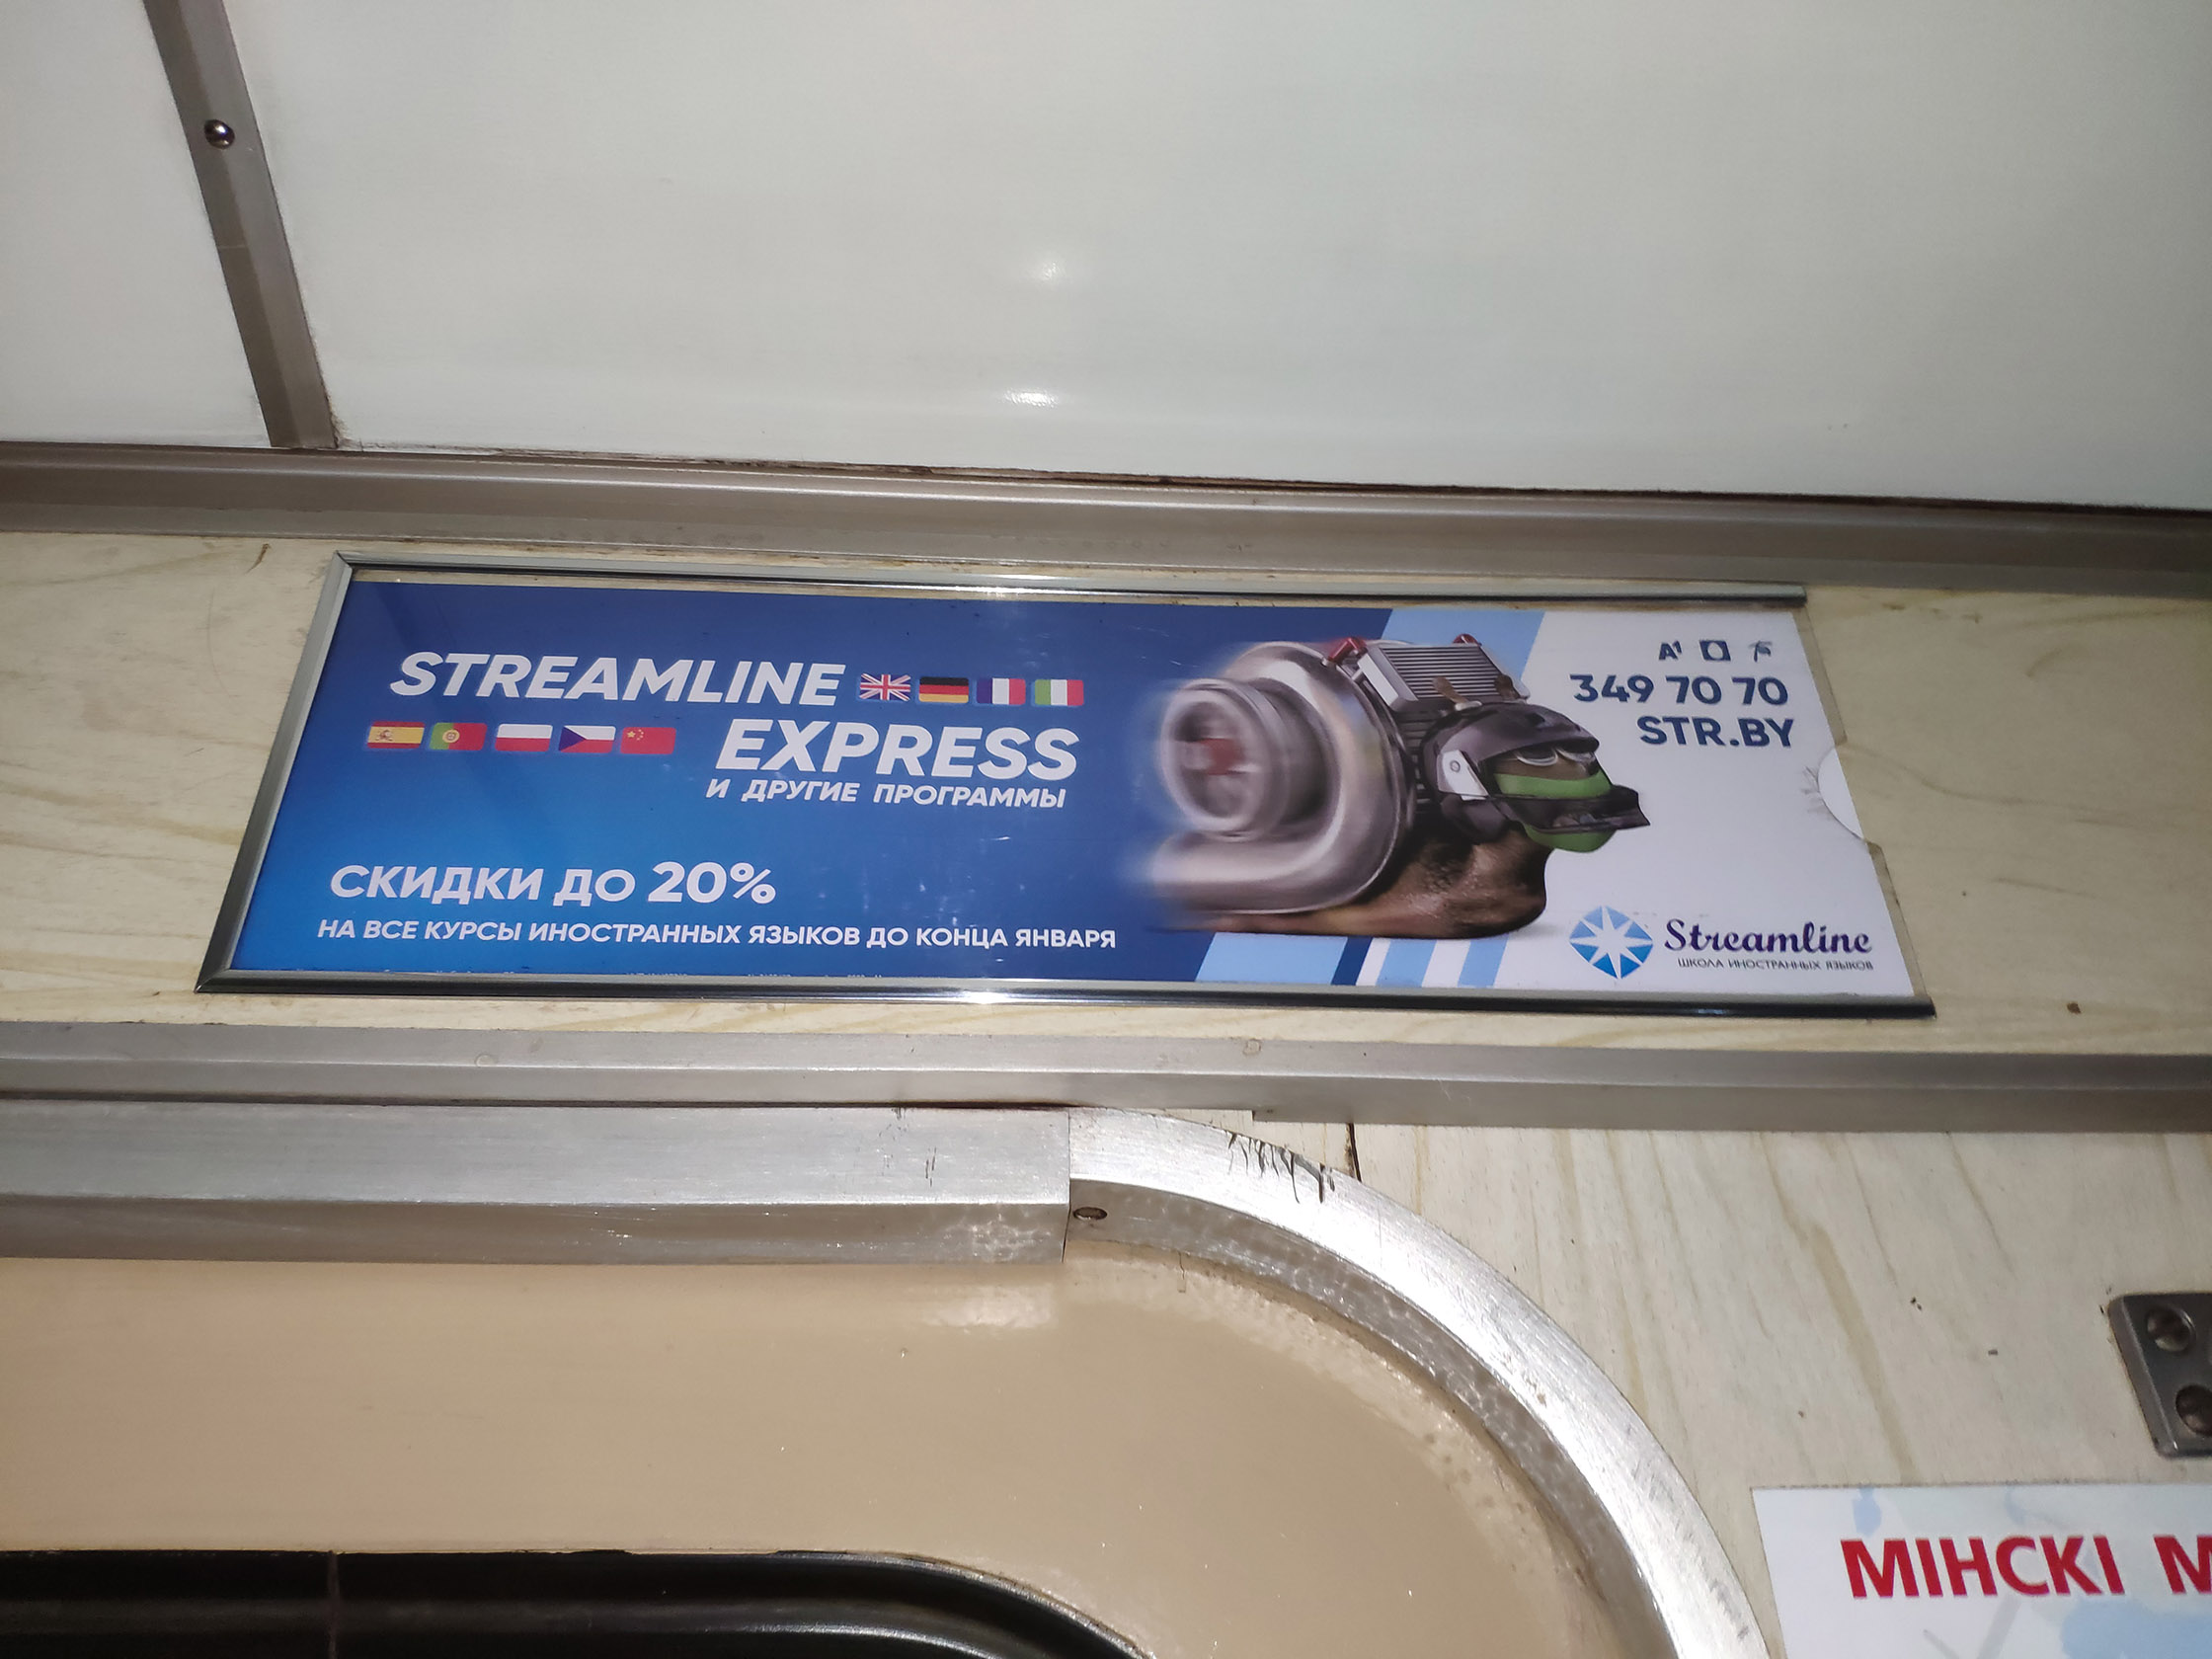 STREAMLINE
EXPRESS
И ДРУГИЕ ПРОГРАММЫ
СКИДКИ ДО 20%
НА ВСЕ КУРСЫ ИНОСТРАННЫХ ЯЗЫКОВ ДО КОНЦА ЯНВАРЯ
A1
349 70 70
STR.BY
Streamline
ШКОЛА ИНОСТРАННЫХ ЯЗЫКОВ
МІНСКІ М